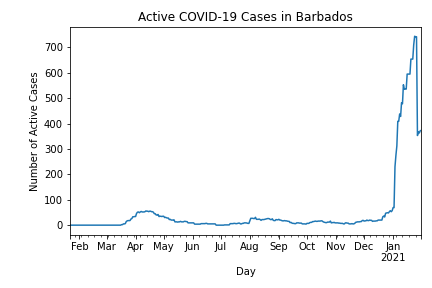 Active COVID-19 Cases in Barbados
Number of Active Cases
700
600
500
400
300
200
100
0
Feb Mar Apr May Jun Jul Aug Sep Oct Nov Dec Jan
2021
Day